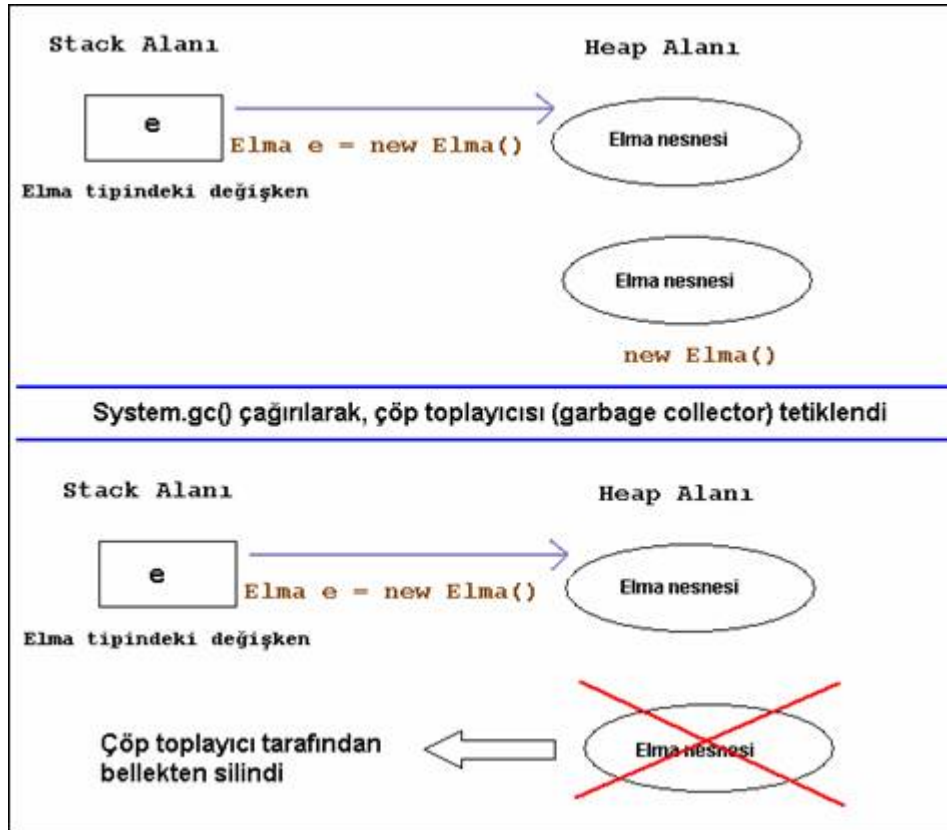 Stack Alanı
Heap Alanı
e
Elma nesnesi
Elma e = new Elma()
Elma tipindeki değişken
Elma nesnesi
new Elma()
System.gc() çağırılarak, çöp toplayıcısı (garbage collector) tetiklendi
Stack Alanı
Heap Alanı
e
Elma nesnesi
Elma e = new Elma()
Elma tipindeki değişken
Çöp toplayıcı tarafından
bellekten silindi
Elma nesnesi